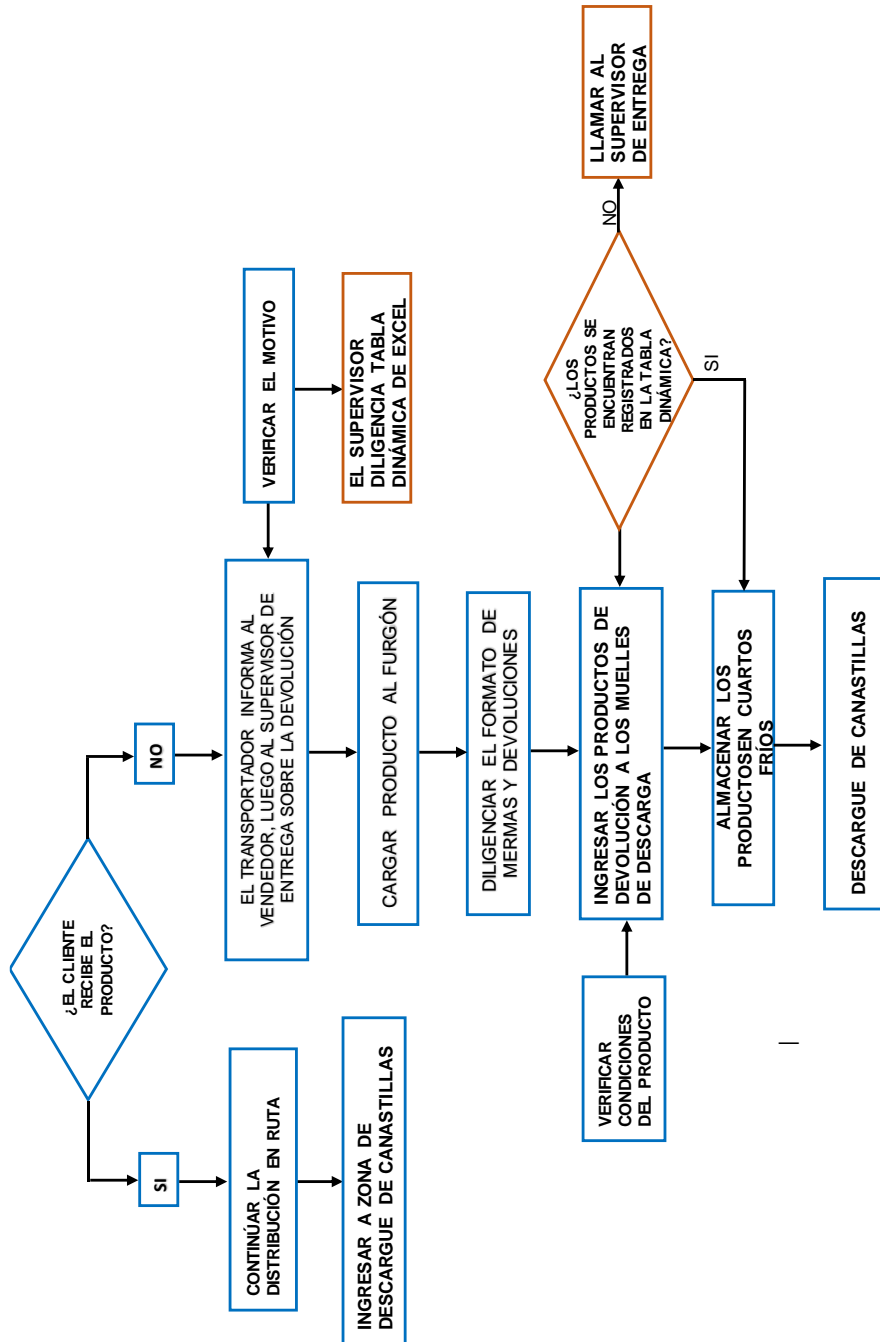 ¿EL CLIENTE
RECIBE EL
PRODUCTO?
SI
NO
CONTINÚAR LA
DISTRIBUCIÓN EN RUTA
INGRESAR A ZONA DE
DESCARGUE DE CANASTILLAS
EL TRANSPORTADOR INFORMA AL
VENDEDOR, LUEGO AL SUPERVISOR DE
ENTREGA SOBRE LA DEVOLUCIÓN
VERIFICAR EL MOTIVO
EL SUPERVISOR
DILIGENCIA TABLA
DINÁMICA DE EXCEL
CARGAR PRODUCTO AL FURGÓN
DILIGENCIAR EL FORMATO DE
MERMAS Y DEVOLUCIONES
VERIFICAR
CONDICIONES
DEL PRODUCTO
INGRESAR LOS PRODUCTOS DE
DEVOLUCIÓN A LOS MUELLES
DE DESCARGA
¿LOS
PRODUCTOS SE
ENCUENTRAN
REGISTRADOS
EN LA TABLA
DINÁMICA?
NO
LLAMAR AL
SUPERVISOR
DE ENTREGA
SI
ALMACENAR LOS
PRODUCTOSEN CUARTOS
FRÍOS
DESCARGUE DE CANASTILLAS